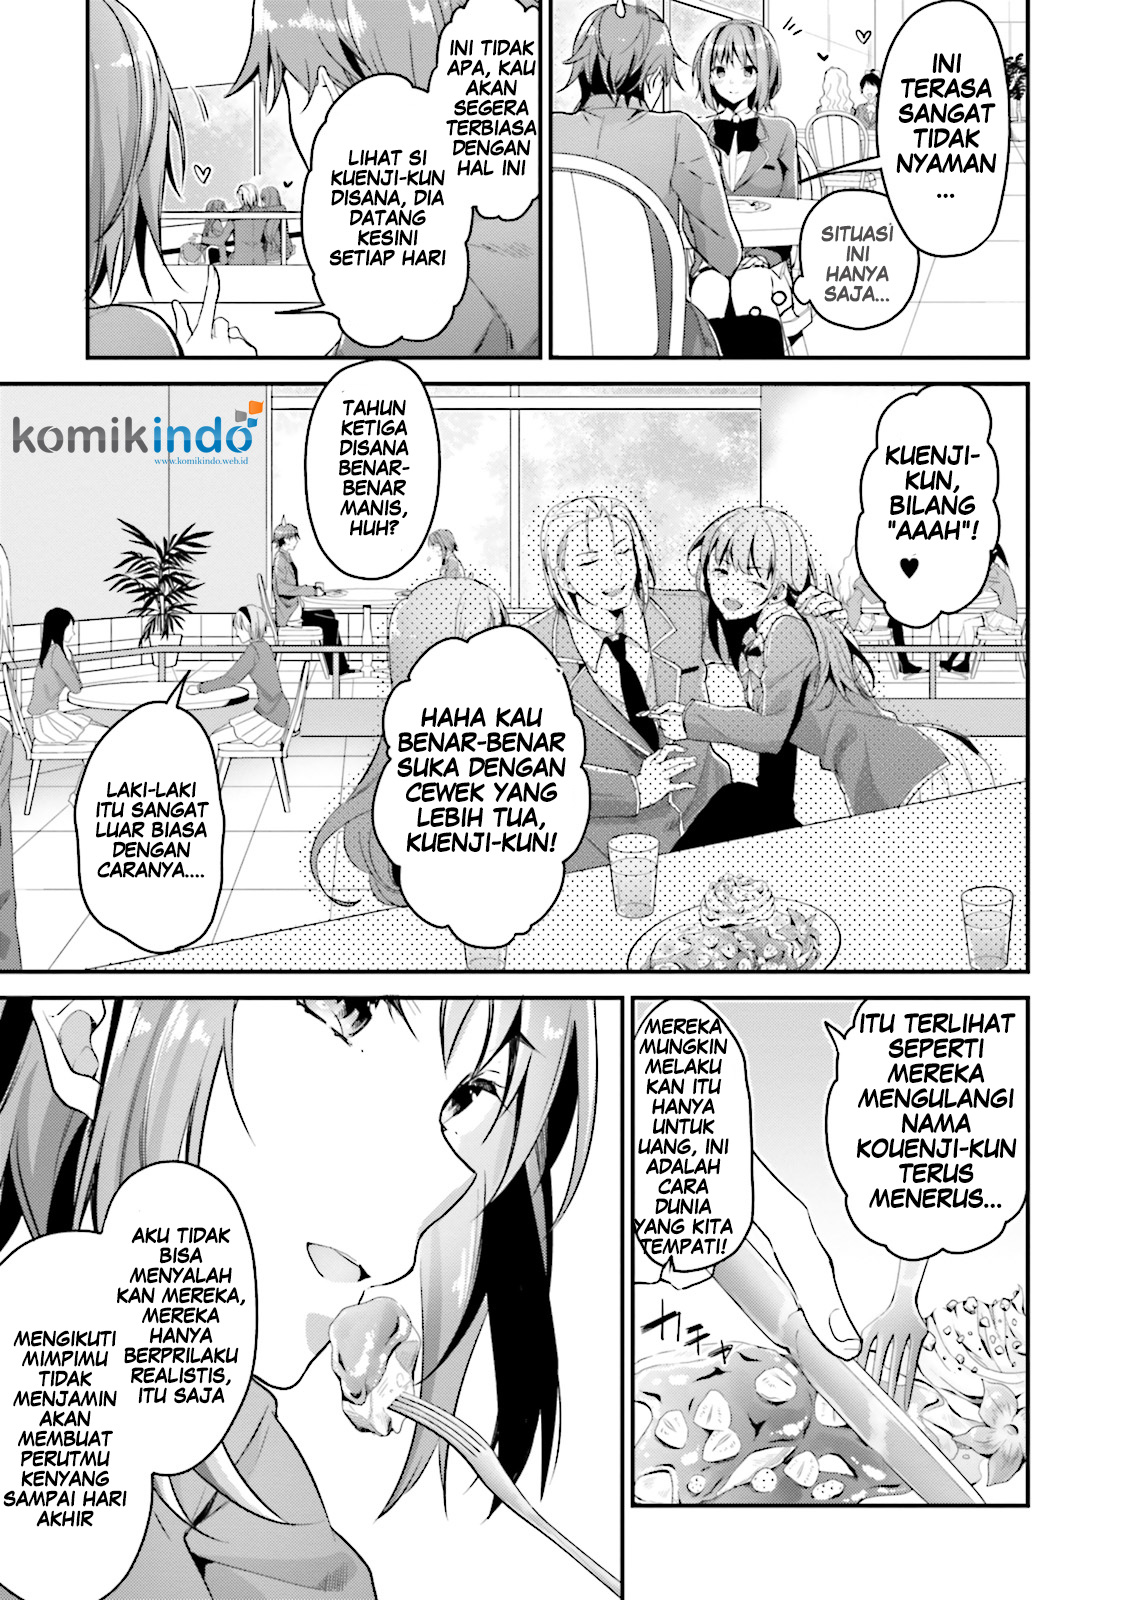 INI
TERASA
SANGAT
TIDAK
NYAMAN
...
SITUASI
INI
HANYA
SAJA...
INI TIDAK
APA, KAU
AKAN
SEGERA
TERBIASA
DENGAN
HAL INI
LIHAT SI
KUENJI-KUN
DISANA, DIA
DATANG
KESINI
SETIAP HARI
komikindo
www.komikindo.web.id
KUENJI-
KUN,
BILANG
"AAAH"!
♥
TAHUN
KETIGA
DISANA
BENAR-
BENAR
MANIS,
HUH?
HAHA KAU
BENAR-BENAR
SUKA DENGAN
CEWEK YANG
LEBIH TUA,
KUENJI-KUN!
LAKI-LAKI
ITU SANGAT
LUAR BIASA
DENGAN
CARANYA....
ITU TERLIHAT
SEPERTI
MEREKA
MENGULANGI
NAMA
KOUENJI-KUN
TERUS
MENERUS...
MEREKA
MUNGKIN
MELAKU
KAN ITU
HANYA
UNTUK
UANG, INI
ADALAH
CARA
DUNIA
YANG KITA
TEMPATI!
AKU TIDAK
BISA
MENYALAH
KAN MEREKA,
MEREKA
HANYA
BERPRILAKU
REALISTIS,
ITU SAJA
MENGIKUTI
MIMPIMU
TIDAK
MENJAMIN
AKAN
MEMBUAT
PERUTMU
KENYANG
SAMPAI HARI
AKHIR